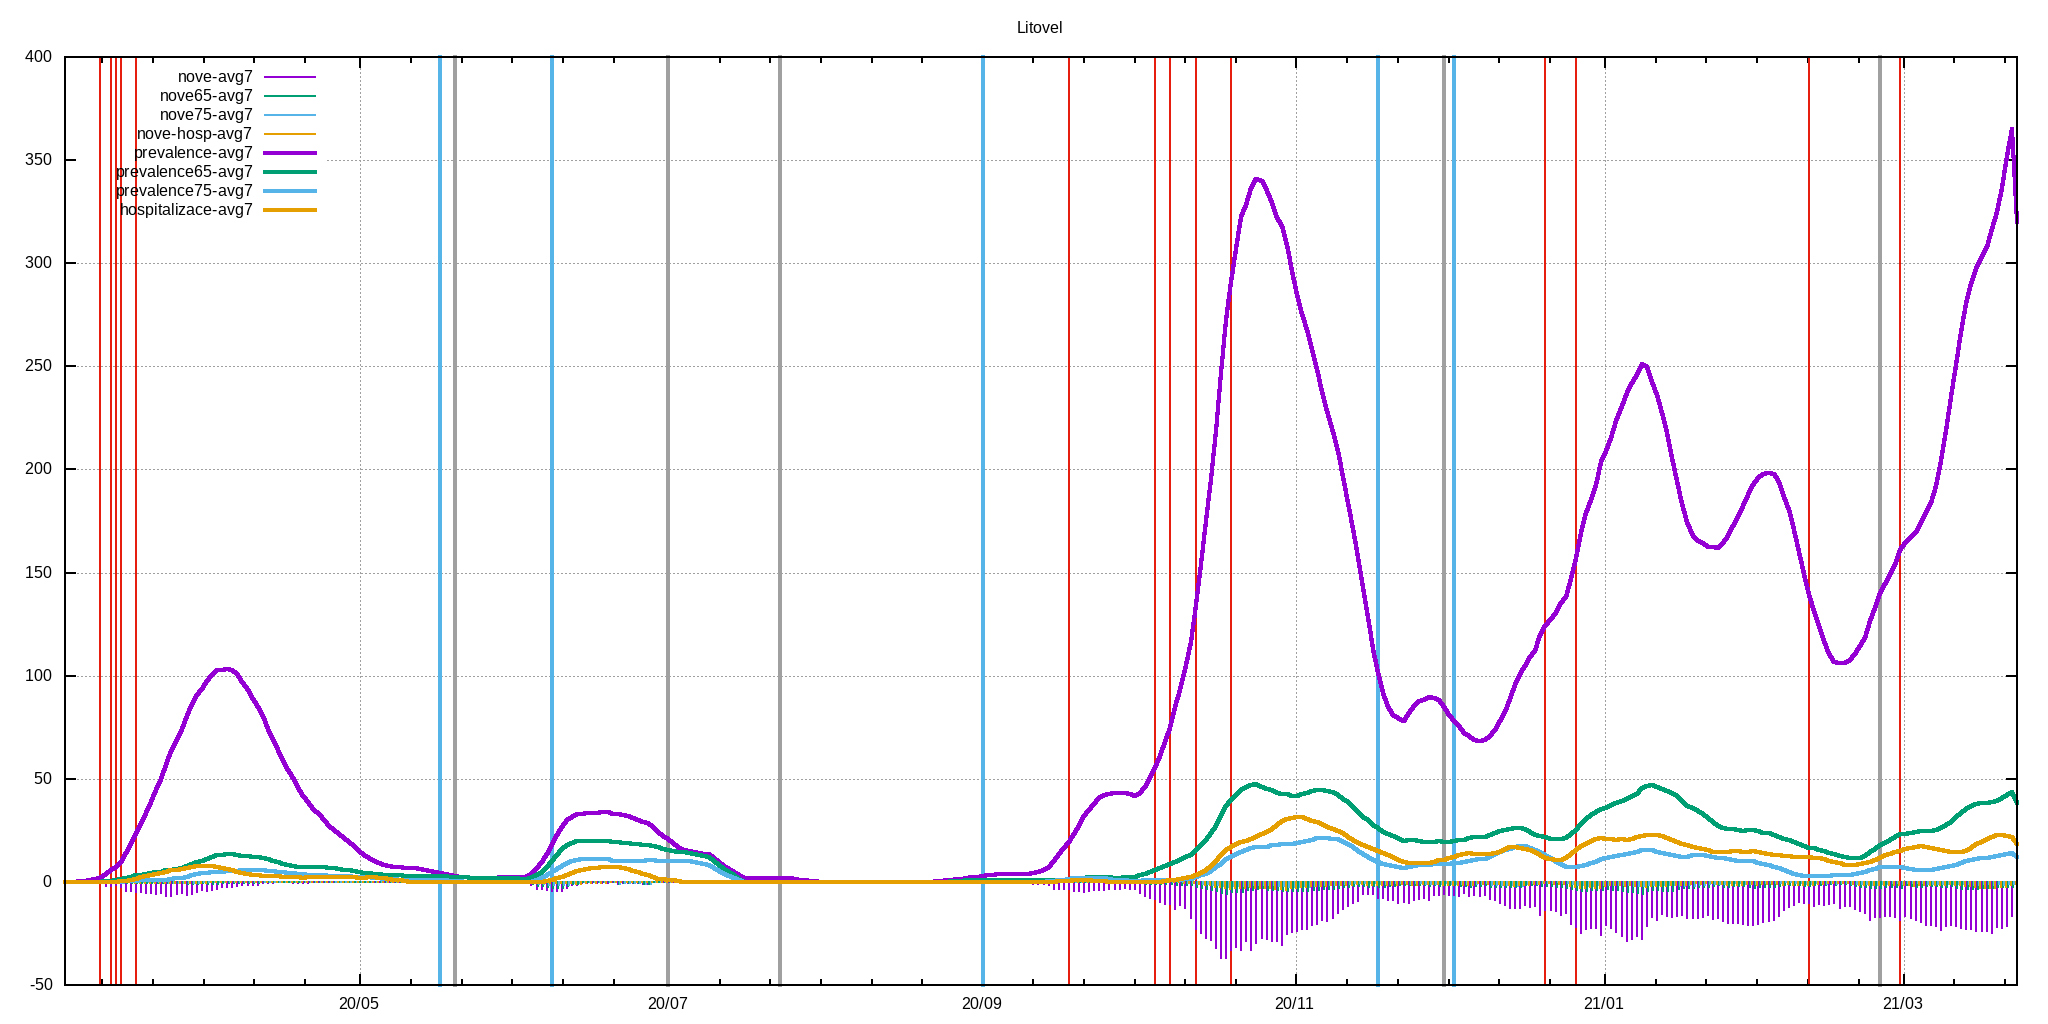 Litovel
400
350
300
250
200
150
100
50
0
-50
nove-avg7
nove65-avg7
nove75-avg7
nove-hosp-avg7
prevalence-avg7
prevalence65-avg7
prevalence75-avg7
hospitalizace-avg7
20/05
20/07
20/09
20/11
21/01
21/03